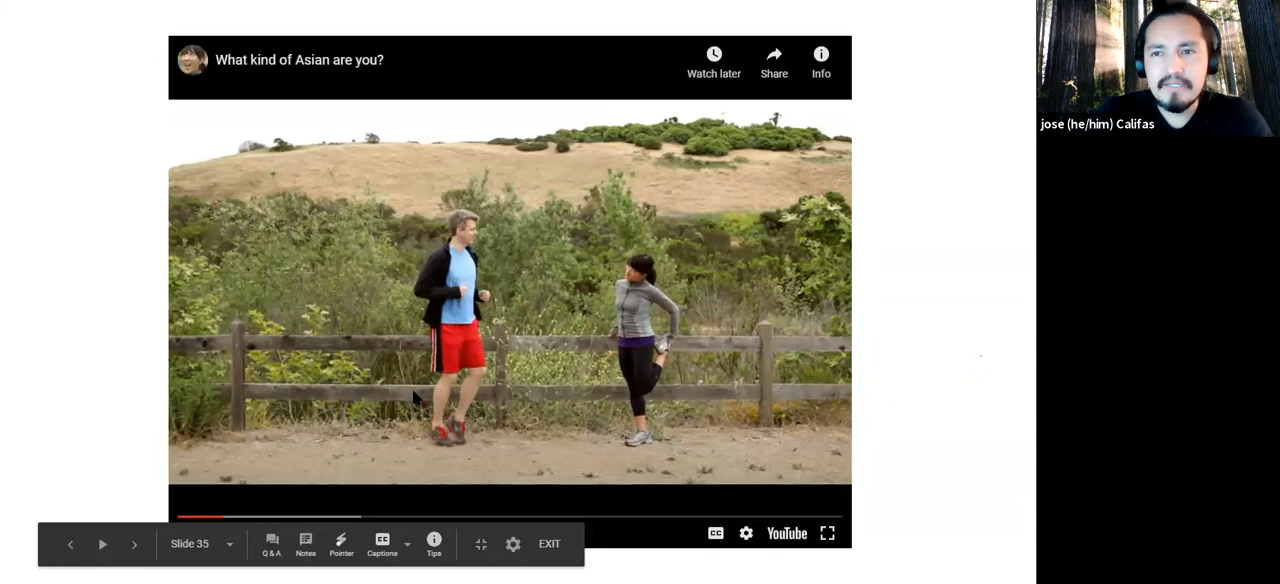 What kind of Asian are you?
Watch later
Share
Info
jose (he/him) Califas
YouTube
Slide 35
Q & A
Notes
Pointer
CC
Captions
Tips
EXIT
CC